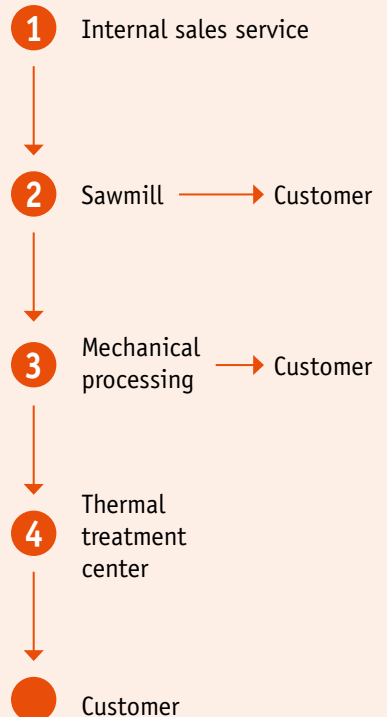 1 Internal sales service
2 Sawmill Customer
3 Mechanical
processing Customer
4 Thermal
treatment
center
Customer